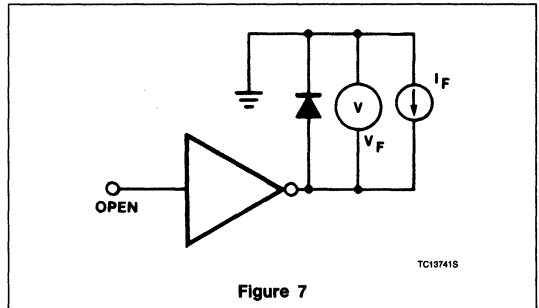 I F
V
V F
OPEN
TC13741S
Figure 7